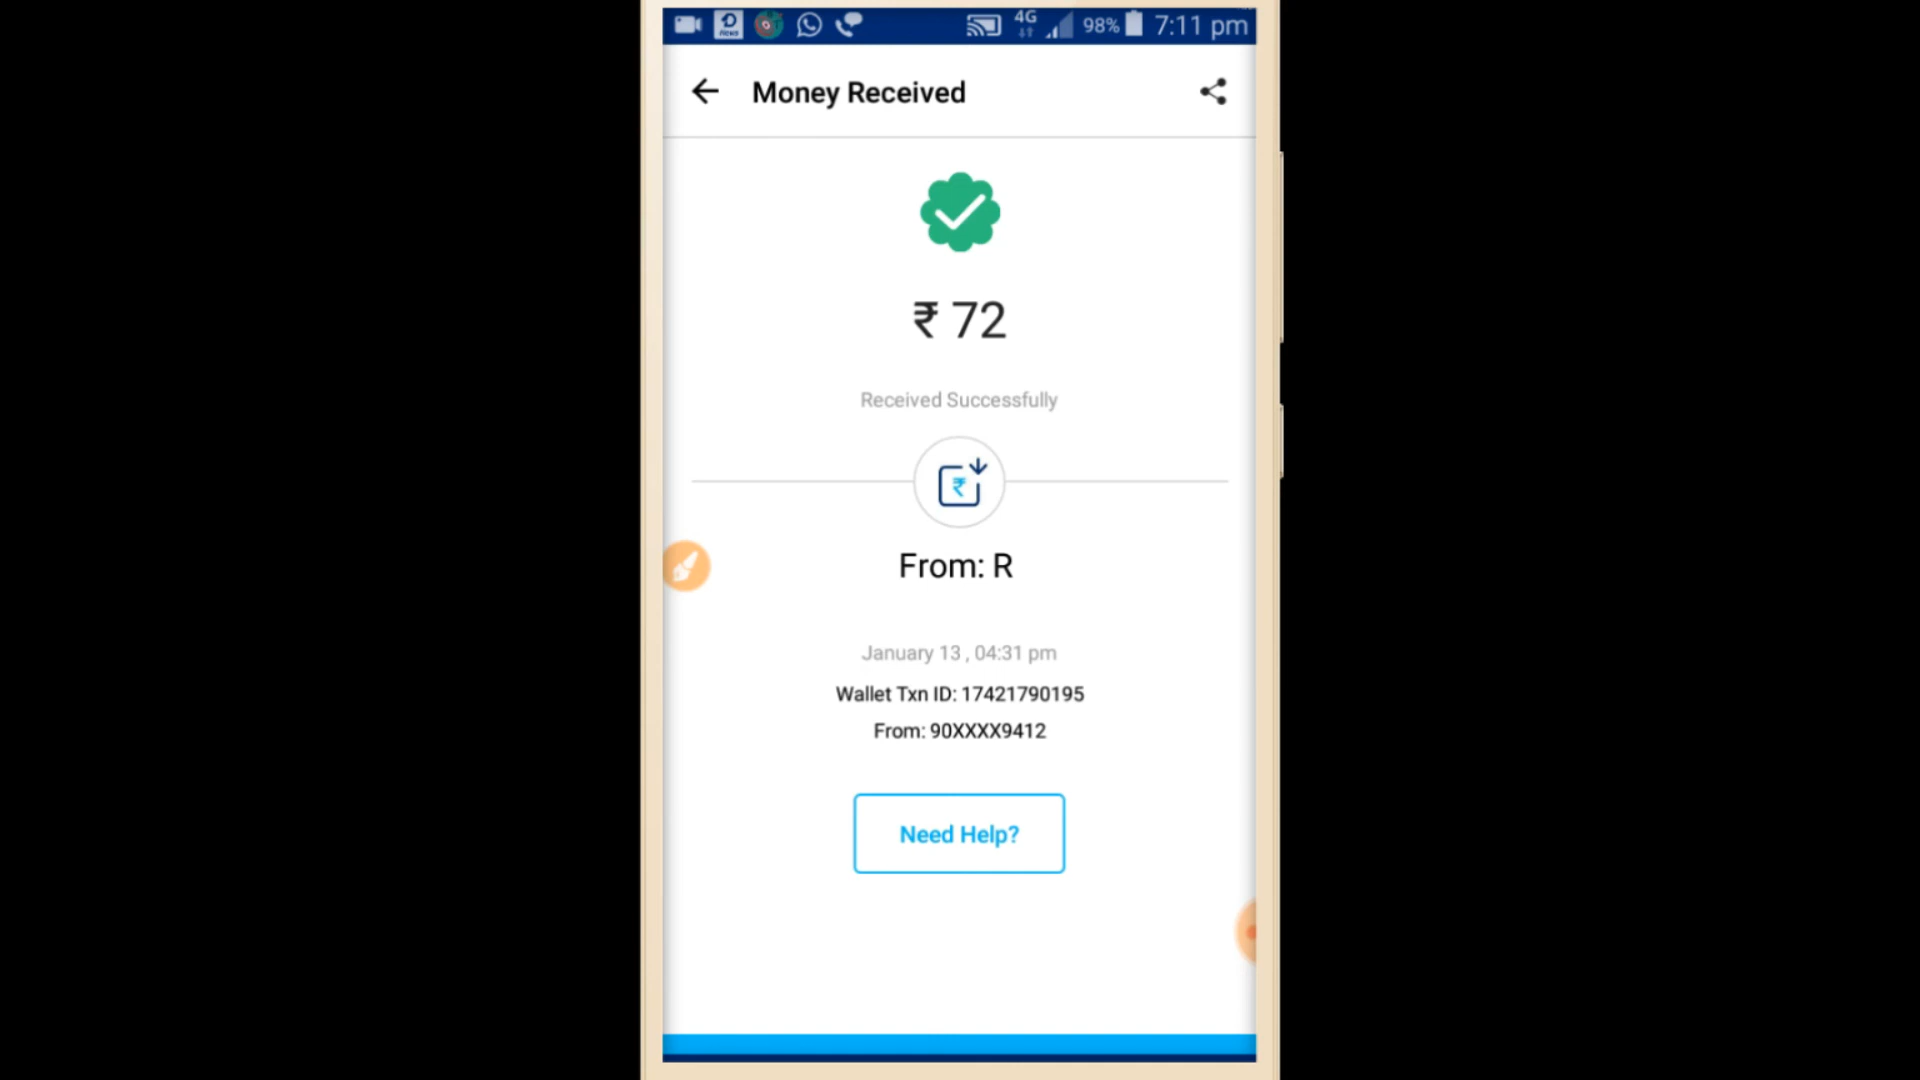 News 4G 98% 7:11 pm
Money Received
₹ 72
Received Successfully
₹
From: R
January 13 , 04:31 pm
Wallet Txn ID: 17421790195
From: 90XXXX9412
Need Help?